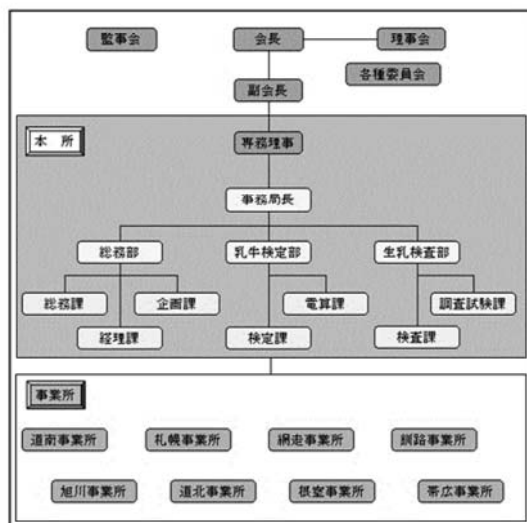 監事会
会長
理事会
各種委員会
副会長
本 所
専務理事
事務局長
総務部
乳牛検定部
生乳検査部
総務課
企画課
電算課
調査試験課
経理課
検定課
検査課
事業所
道南事業所
札幌事業所
網走事業所
釧路事業所
旭川事業所
道北事業所
根室事業所
帯広事業所